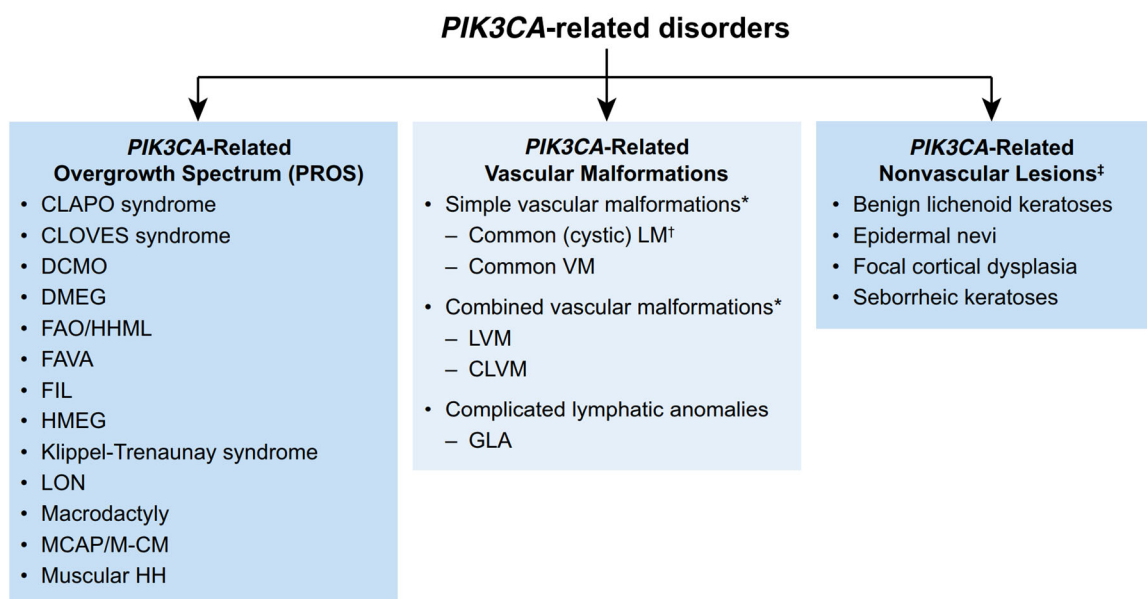 PIK3CA-related disorders
PIK3CA-Related
Overgrowth Spectrum (PROS)
• CLAPO syndrome
• CLOVES syndrome
• DCMO
• DMEG
• FAO/HHML
• FAVA
• FIL
• HMEG
• Klippel-Trenaunay syndrome
• LON
• Macrodactyly
• MCAP/M-CM
• Muscular HH
PIK3CA-Related
Vascular Malformations
• Simple vascular malformations*
– Common (cystic) LM†
– Common VM
• Combined vascular malformations*
– LVM
– CLVM
• Complicated lymphatic anomalies
– GLA
PIK3CA-Related
Nonvascular Lesions‡
• Benign lichenoid keratoses
• Epidermal nevi
• Focal cortical dysplasia
• Seborrheic keratoses